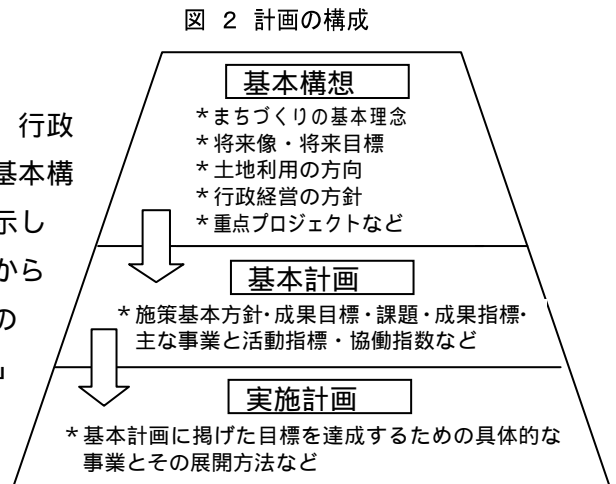 図 2 計画の構成
基本構想
*まちづくりの基本理念
*将来像・将来目標
*土地利用の方向
*行政経営の方針
*重点プロジェクトなど
行政
基本構
示し
から
の
」
基本計画
*施策基本方針・成果目標・課題・成果指標・
主な事業と活動指標・協働指数など
実施計画
*基本計画に掲げた目標を達成するための具体的な
事業とその展開方法など